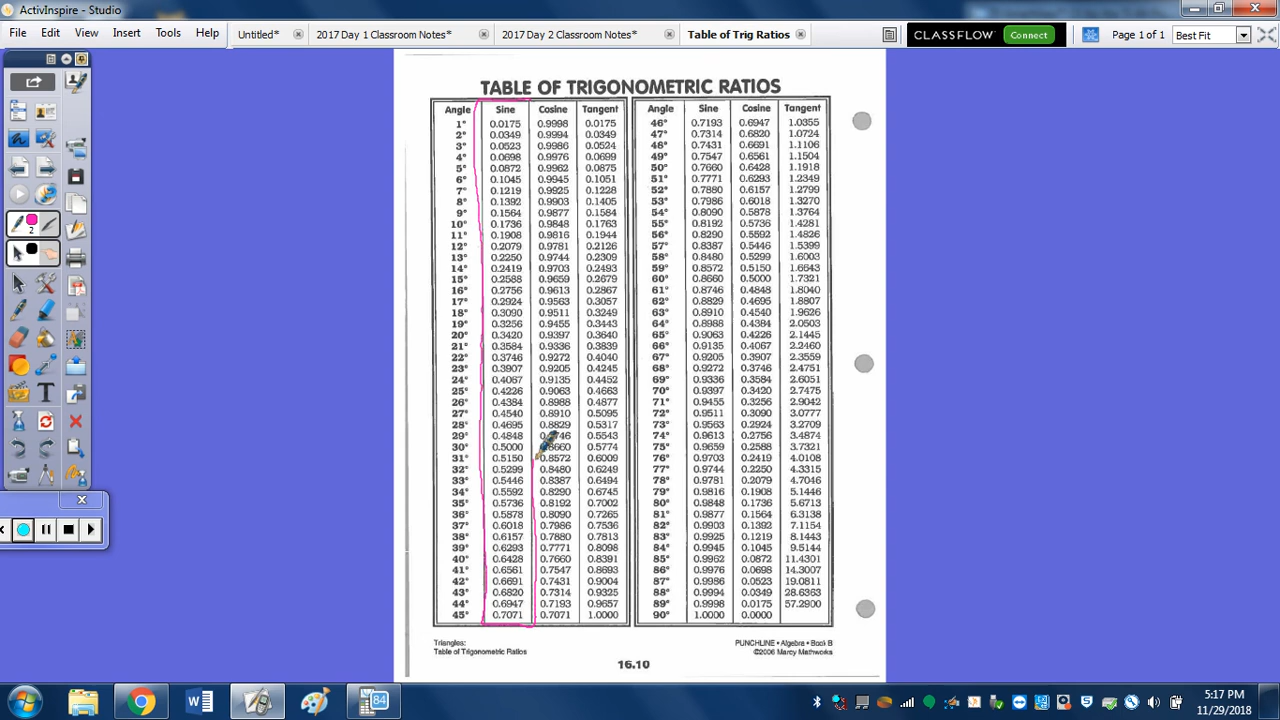 ActivInspire - Studio
File Edit View Insert Tools Help Untitled* 2017 Day 1 Classroom Notes* 2017 Day 2 Classroom Notes* Table of Trig Ratios CLASSFLOW Connect Page 1 of 1 Best Fit
TABLE OF TRIGONOMETRIC RATIOS
Angle Sine Cosine Tangent Angle Sine Cosine Tangent
1° 0.0175 0.9998 0.0175 46° 0.7193 0.6947 1.0355
2° 0.0349 0.9994 0.0349 47° 0.7314 0.6820 1.0724
3° 0.0523 0.9986 0.0524 48° 0.7431 0.6691 1.1106
4° 0.0698 0.9976 0.0699 49° 0.7547 0.6561 1.1504
5° 0.0872 0.9962 0.0875 50° 0.7660 0.6428 1.1918
6° 0.1045 0.9945 0.1051 51° 0.7771 0.6293 1.2349
7° 0.1219 0.9925 0.1228 52° 0.7880 0.6157 1.2799
8° 0.1392 0.9903 0.1405 53° 0.7986 0.6018 1.3270
9° 0.1564 0.9877 0.1584 54° 0.8090 0.5878 1.3764
10° 0.1736 0.9848 0.1763 55° 0.8192 0.5736 1.4281
11° 0.1908 0.9816 0.1944 56° 0.8290 0.5592 1.4826
12° 0.2079 0.9781 0.2126 57° 0.8387 0.5446 1.5399
13° 0.2250 0.9744 0.2309 58° 0.8480 0.5299 1.6003
14° 0.2419 0.9703 0.2493 59° 0.8572 0.5150 1.6643
15° 0.2588 0.9659 0.2679 60° 0.8660 0.5000 1.7321
16° 0.2756 0.9613 0.2867 61° 0.8746 0.4848 1.8040
17° 0.2924 0.9563 0.3057 62° 0.8829 0.4695 1.8807
18° 0.3090 0.9511 0.3249 63° 0.8910 0.4540 1.9626
19° 0.3256 0.9455 0.3443 64° 0.8988 0.4384 2.0503
20° 0.3420 0.9397 0.3640 65° 0.9063 0.4226 2.1445
21° 0.3584 0.9336 0.3839 66° 0.9135 0.4067 2.2460
22° 0.3746 0.9272 0.4040 67° 0.9205 0.3907 2.3559
23° 0.3907 0.9205 0.4245 68° 0.9272 0.3746 2.4751
24° 0.4067 0.9135 0.4452 69° 0.9336 0.3584 2.6051
25° 0.4226 0.9063 0.4663 70° 0.9397 0.3420 2.7475
26° 0.4384 0.8988 0.4877 71° 0.9455 0.3256 2.9042
27° 0.4540 0.8910 0.5095 72° 0.9511 0.3090 3.0777
28° 0.4695 0.8829 0.5317 73° 0.9563 0.2924 3.2709
29° 0.4848 0.5543 74° 0.9613 0.2756 3.4874
30° 0.5000 0.5774 75° 0.9659 0.2588 3.7321
31° 0.5150 0.8572 0.6009 76° 0.9703 0.2419 4.0108
32° 0.5299 0.8480 0.6249 77° 0.9744 0.2250 4.3315
33° 0.5446 0.8387 0.6494 78° 0.9781 0.2079 4.7046
34° 0.5592 0.8290 0.6745 79° 0.9816 0.1908 5.1446
35° 0.5736 0.8192 0.7002 80° 0.9848 0.1736 5.6713
36° 0.5878 0.8090 0.7265 81° 0.9877 0.1564 6.3138
37° 0.6018 0.7986 0.7536 82° 0.9903 0.1392 7.1154
38° 0.6157 0.7880 0.7813 83° 0.9925 0.1219 8.1443
39° 0.6293 0.7771 0.8098 84° 0.9945 0.1045 9.5144
40° 0.6428 0.7660 0.8391 85° 0.9962 0.0872 11.4301
41° 0.6561 0.7547 0.8693 86° 0.9976 0.0698 14.3007
42° 0.6691 0.7431 0.9004 87° 0.9986 0.0523 19.0811
43° 0.6820 0.7314 0.9325 88° 0.9994 0.0349 28.6363
44° 0.6947 0.7193 0.9657 89° 0.9998 0.0175 57.2900
45° 0.7071 0.7071 1.0000 90° 1.0000 0.0000
Triangles: PUNCHLINE • Algebra • Book B
Table of Trigonometric Ratios ©2006 Marcy Mathworks
16.10
2
84
5:17 PM
11/29/2018